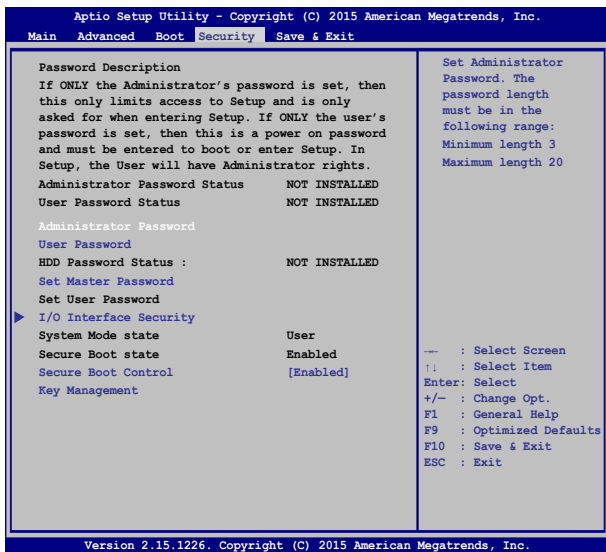 Aptio Setup Utility - Copyright (C) 2015 American Megatrends, Inc.
Main Advanced Boot Security Save & Exit
Password Description
If ONLY the Administrator's password is set, then
this only limits access to Setup and is only
asked for when entering Setup. If ONLY the user's
password is set, then this is a power on password
and must be entered to boot or enter Setup. In
Setup, the User will have Administrator rights.
Administrator Password Status NOT INSTALLED
User Password Status NOT INSTALLED
Administrator Password
User Password
HDD Password Status : NOT INSTALLED
Set Master Password
Set User Password
I/O Interface Security
System Mode state User
Secure Boot state Enabled
Secure Boot Control [Enabled]
Key Management
Set Administrator
Password. The
password length
must be in the
following range:
Minimum length 3
Maximum length 20
→← : Select Screen
↑↓ : Select Item
Enter: Select
+/— : Change Opt.
F1 : General Help
F9 : Optimized Defaults
F10 : Save & Exit
ESC : Exit
Version 2.15.1226. Copyright (C) 2015 American Megatrends, Inc.